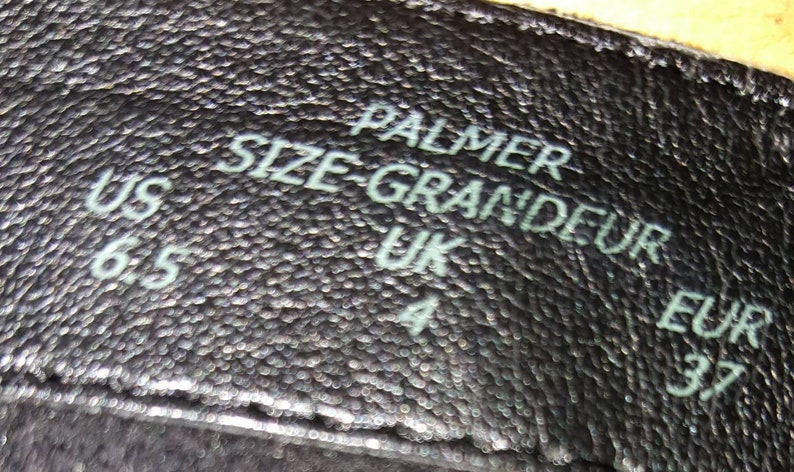 PALMER
SIZE-GRANDEUR
US UK EUR
6.5 4 37